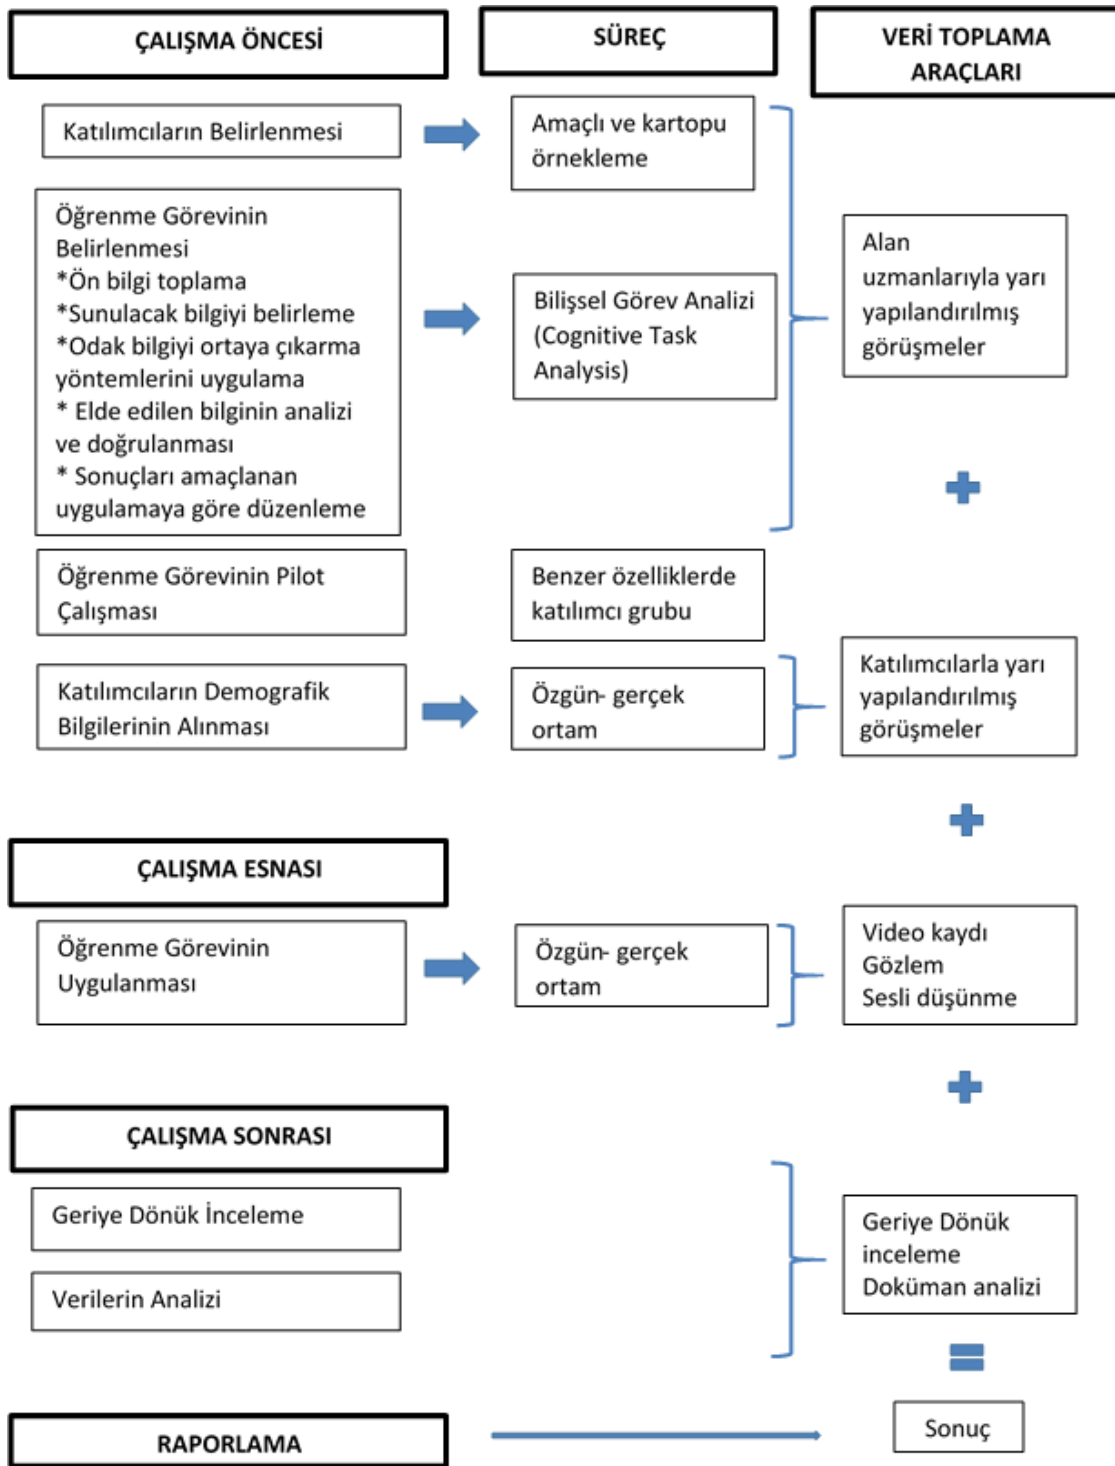 ÇALIŞMA ÖNCESİ
SÜREÇ
VERİ TOPLAMA
ARAÇLARI
Katılımcıların Belirlenmesi
Amaçlı ve kartopu
örnekleme
Öğrenme Görevinin
Belirlenmesi
*Ön bilgi toplama
*Sunulacak bilgiyi belirleme
*Odak bilgiyi ortaya çıkarma
yöntemlerini uygulama
* Elde edilen bilginin analizi
ve doğrulanması
* Sonuçları amaçlanan
uygulamaya göre düzenleme
Bilişsel Görev Analizi
(Cognitive Task
Analysis)
Alan
uzmanlarıyla yarı
yapılandırılmış
görüşmeler
Öğrenme Görevinin Pilot
Çalışması
Benzer özelliklerde
katılımcı grubu
Katılımcıların Demografik
Bilgilerinin Alınması
Özgün- gerçek
ortam
Katılımcılarla yarı
yapılandırılmış
görüşmeler
ÇALIŞMA ESNASI
Öğrenme Görevinin
Uygulanması
Özgün- gerçek
ortam
Video kaydı
Gözlem
Sesli düşünme
ÇALIŞMA SONRASI
Geriye Dönük İnceleme
Verilerin Analizi
Geriye Dönük
inceleme
Doküman analizi
RAPORLAMA
Sonuç